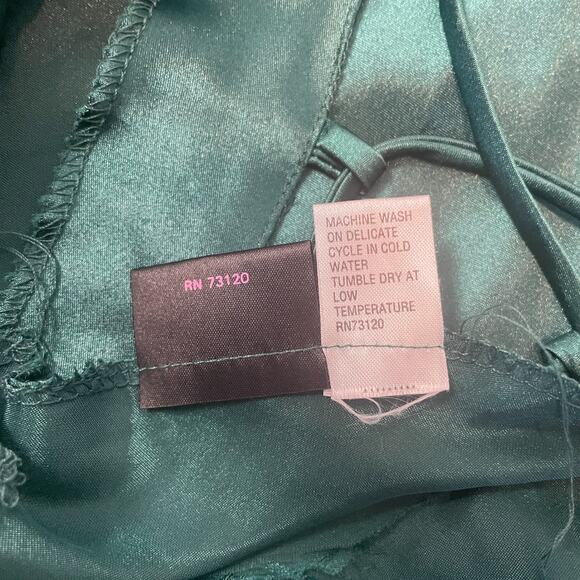 RN 73120
MACHINE WASH
ON DELICATE
CYCLE IN COLD
WATER
TUMBLE DRY AT
LOW
TEMPERATURE
RN73120